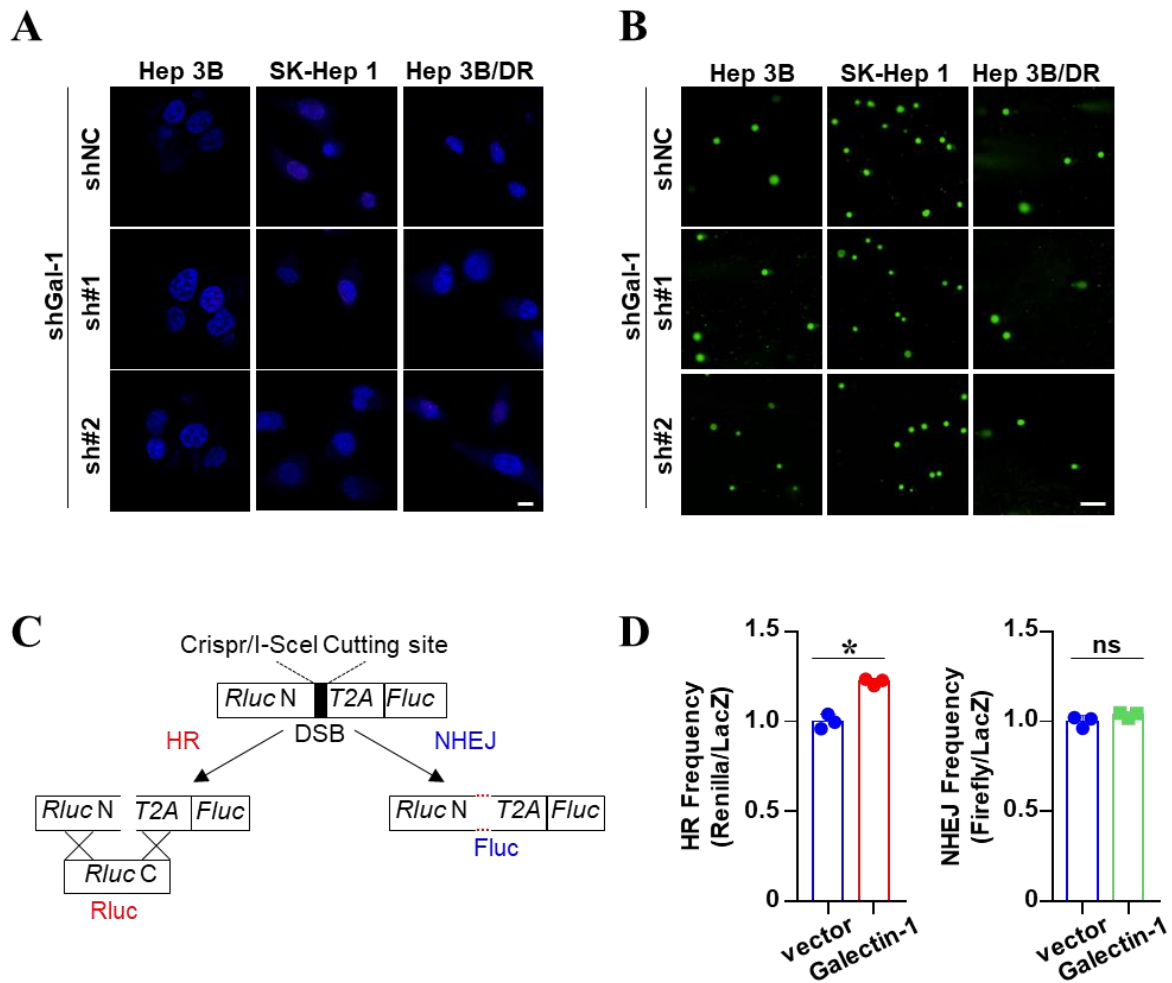 A
Hep 3B SK-Hep 1 Hep 3B/DR
shGal-1
shNC
sh#1
sh#2
B
Hep 3B SK-Hep 1 Hep 3B/DR
shGal-1
shNC
sh#1
sh#2
C
Crispr/I-SceI Cutting site
Rluc N T2A Fluc
DSB
HR
NHEJ
Rluc N T2A Fluc
Rluc C
Rluc
Rluc N T2A Fluc
Fluc
D
HR Frequency
(Renilla/LacZ)
1.5
1.0
0.5
0
*
vector
Galectin-1
NHEJ Frequency
(Firefly/LacZ)
1.5
1.0
0.5
0
ns
vector
Galectin-1